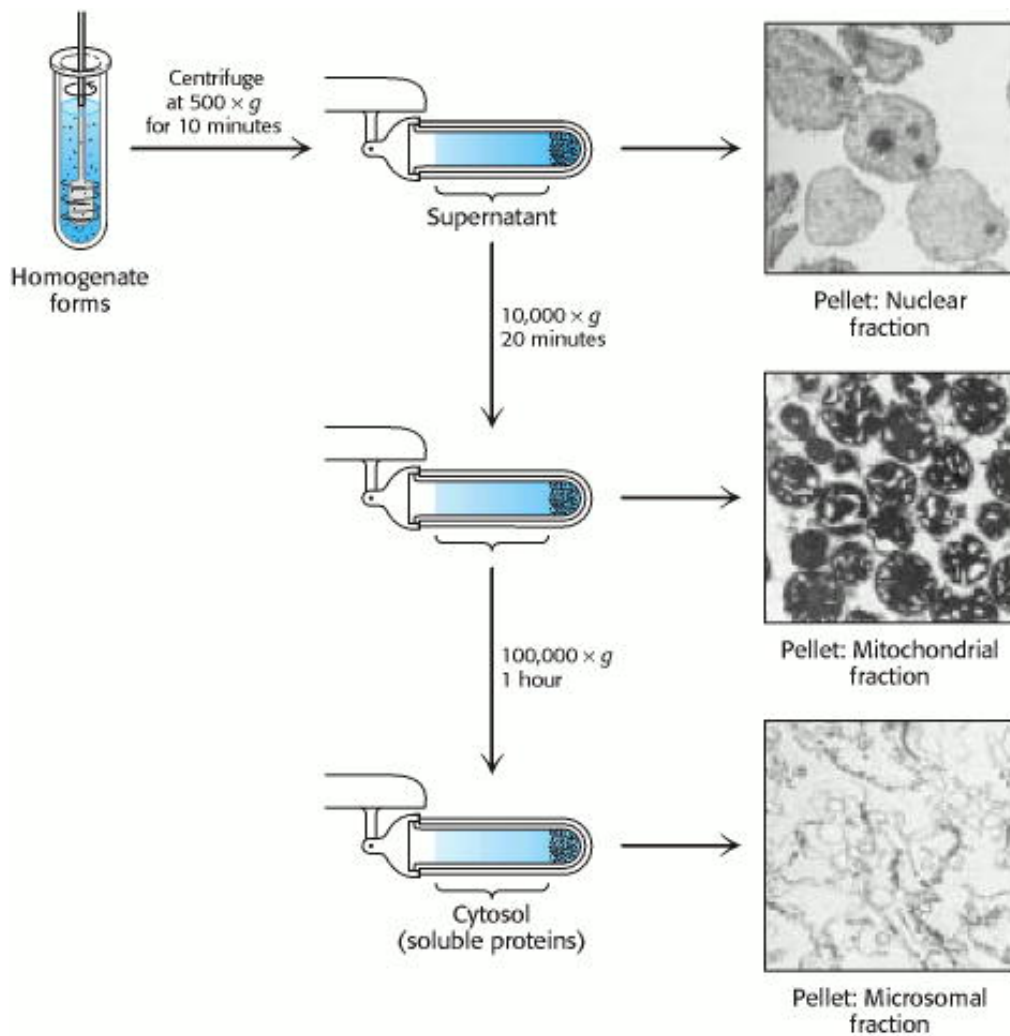 Centrifuge
at 500 × g
for 10 minutes
Homogenate
forms
Supernatant
Pellet: Nuclear
fraction
10,000 × g
20 minutes
Pellet: Mitochondrial
fraction
100,000 × g
1 hour
Cytosol
(soluble proteins)
Pellet: Microsomal
fraction